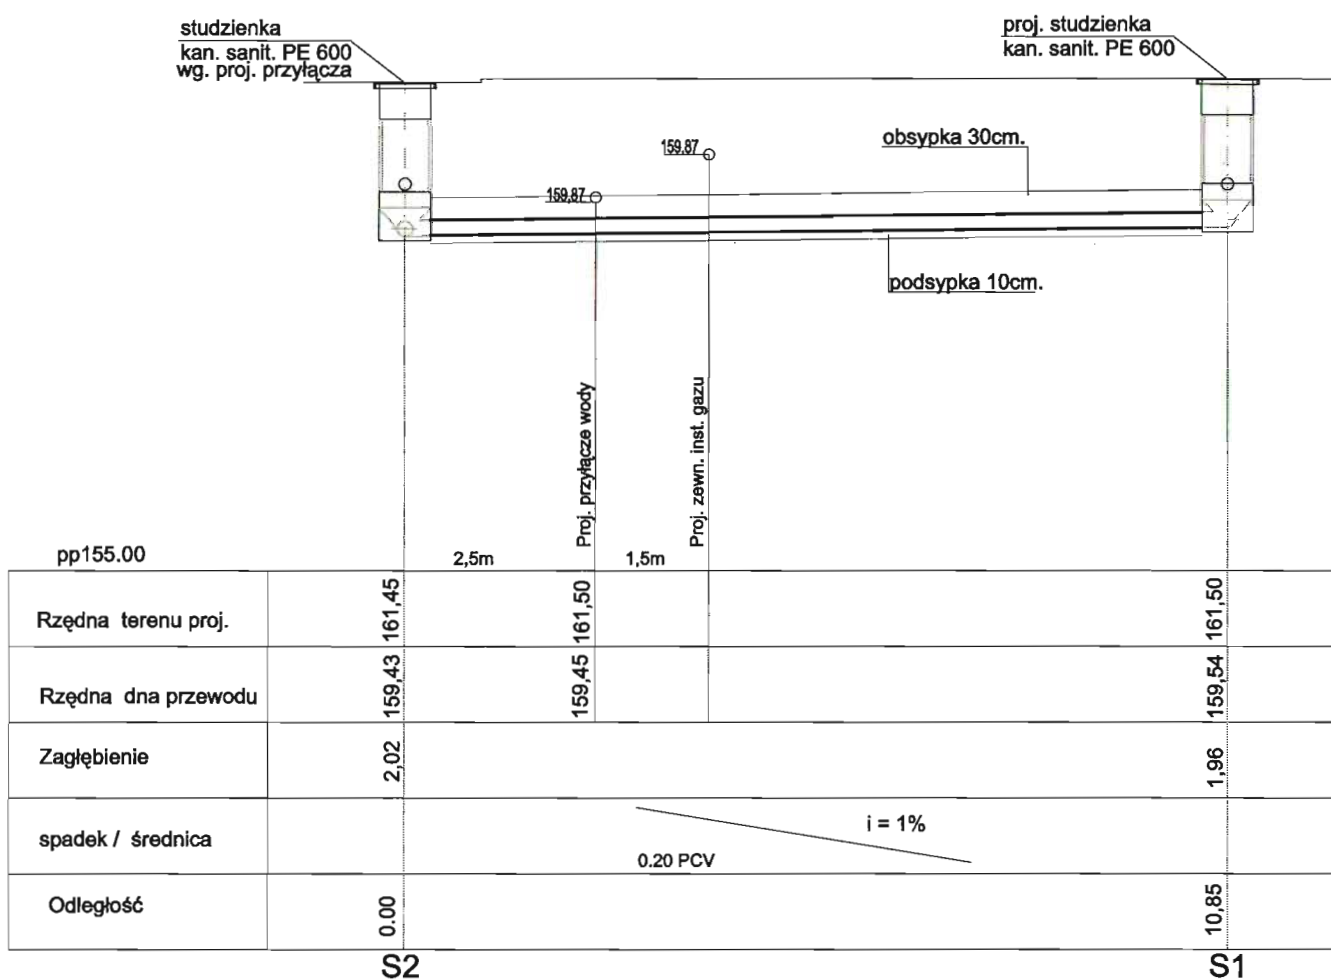 studzienka
kan. sanit. PE 600
wg. proj. przyłącza
proj. studzienka
kan. sanit. PE 600
159.87
obsypka 30cm.
159,87
podsypka 10cm.
Proj. przyłącze wody
Proj. zewn. inst. gazu
pp155.00
2,5m
1,5m
Rzędna terenu proj.
161,45
161,50
161,50
Rzędna dna przewodu
159,43
159,45
159,54
Zagłębienie
2,02
1,96
spadek / średnica
i = 1%
0.20 PCV
Odległość
0.00
10,85
S2
S1